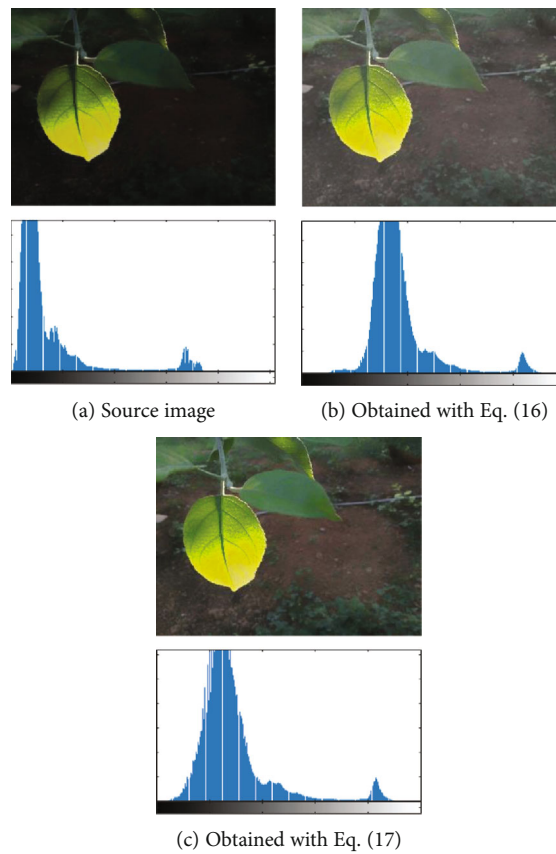 (a) Source image
(b) Obtained with Eq. (16)
(c) Obtained with Eq. (17)